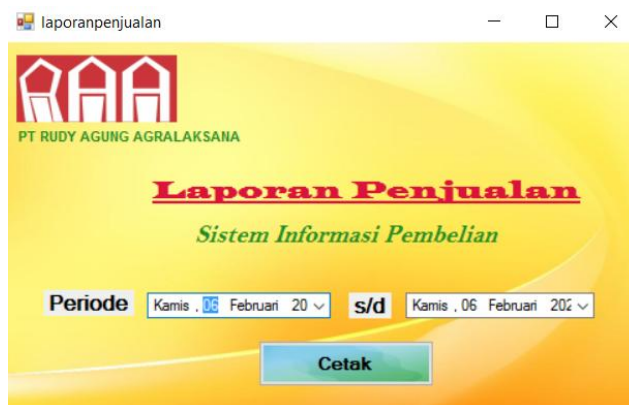 laporanpenjualan
RAA
PT RUDY AGUNG AGRALAKSANA
Laporan Penjualan
Sistem Informasi Pembelian
Periode Kamis , 06 Februari 20 s/d Kamis , 06 Februari 202
Cetak